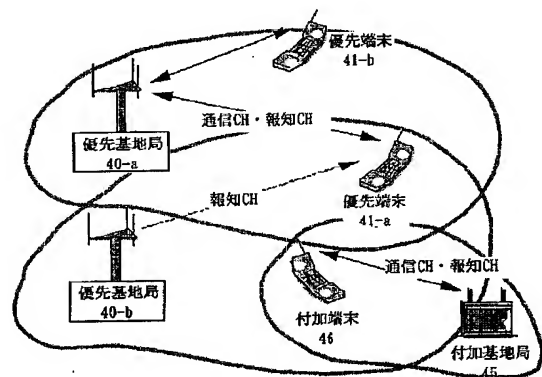 優先端末
41-b
通信CH・報知CH
優先基地局
40-a
優先端末
41-a
報知CH
優先基地局
40-b
通信CH・報知CH
付加端末
46
付加基地局
45